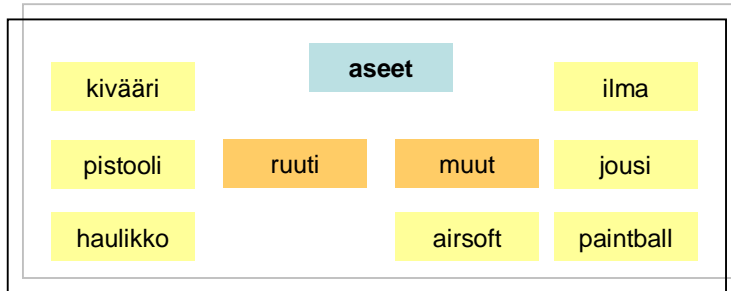 aseet
kivääri
ilma
pistooli
ruuti
muut
jousi
haulikko
airsoft
paintball